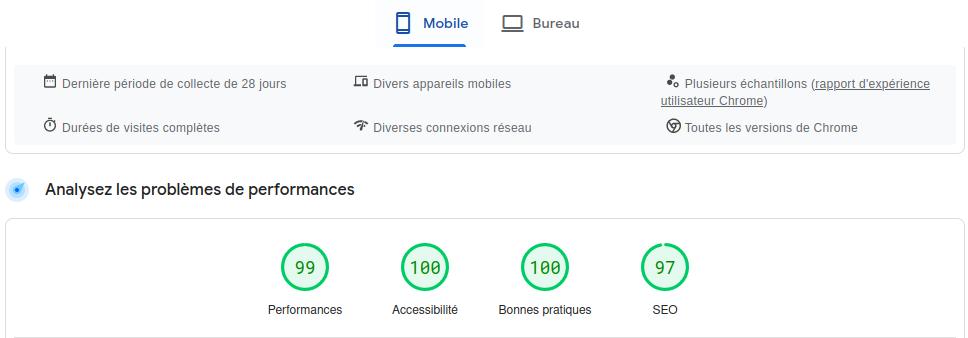 Mobile
Bureau
Dernière période de collecte de 28 jours
Divers appareils mobiles
Plusieurs échantillons (rapport d'expérience
utilisateur Chrome)
Durées de visites complètes
Diverses connexions réseau
Toutes les versions de Chrome
Analysez les problèmes de performances
99
100
100
97
Performances
Accessibilité
Bonnes pratiques
SEO